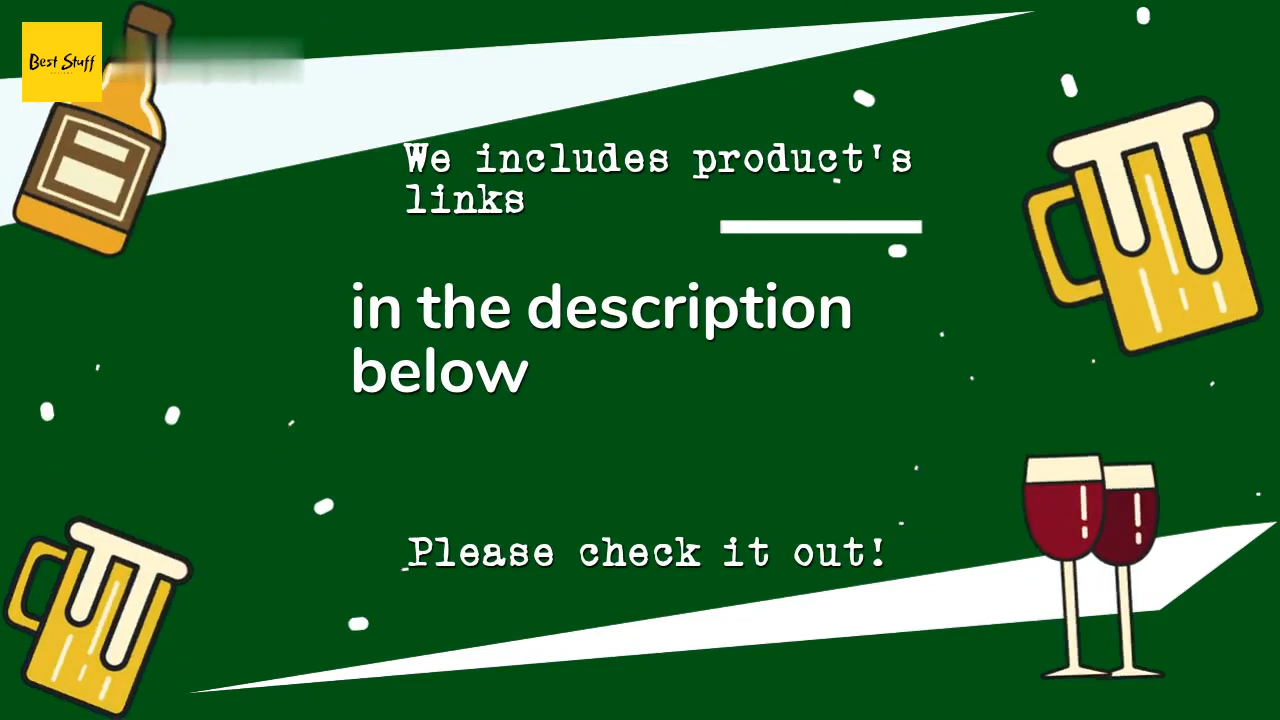 Best Stuff
We includes product's
links
in the description
below
Please check it out!